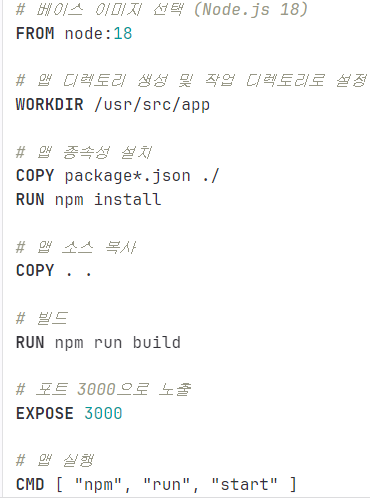 # 베이스 이미지 선택 (Node.js 18)
FROM node:18
# 앱 디렉토리 생성 및 작업 디렉토리로 설정
WORKDIR /usr/src/app
# 앱 종속성 설치
COPY package*.json ./
RUN npm install
# 앱 소스 복사
COPY . .
# 빌드
RUN npm run build
# 포트 3000으로 노출
EXPOSE 3000
# 앱 실행
CMD [ "npm", "run", "start" ]